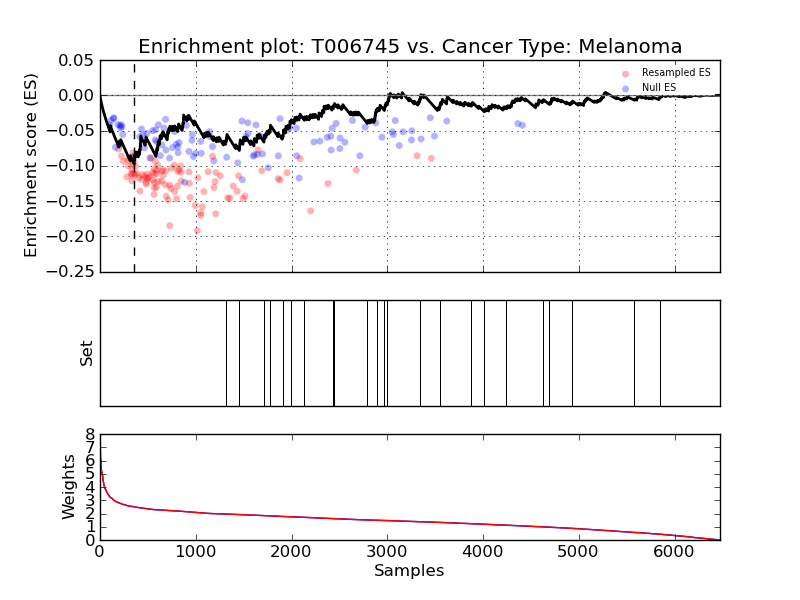 Enrichment plot: T006745 vs. Cancer Type: Melanoma
Enrichment score (ES)
0.05
0.00
−0.05
−0.10
−0.15
−0.20
−0.25
Resampled ES
Null ES
Set
Weights
8
7
6
5
4
3
2
1
0
0 1000 2000 3000 4000 5000 6000
Samples